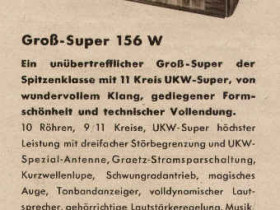 Groß-Super 156 W
Ein unübertrefflicher Groß-Super der
Spitzenklasse mit 11 Kreis UKW-Super, von
wundervollem Klang, gediegener Form-
schönheit und technischer Vollendung.
10 Röhren, 9/11 Kreise, UKW-Super höchster
Leistung mit dreifacher Störbegrenzung und UKW-
Spezial-Antenne, Graetz-Stromsparschaltung,
Kurzwellenlupe, Schwungradantrieb, magisches
Auge, Tonbandanzeiger, volldynamischer Laut-
sprecher, gehörrichtige Lautstärkeregelung, Musik-